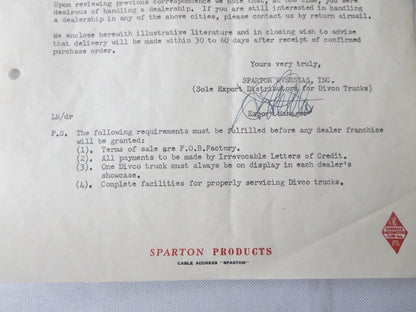 Upon reviewing previous correspondence we note that, at one time, you were
desirous of handling a dealership. If you are still interested in handling
a dealership in any of the above cities, please contact us by return airmail.
We enclose herewith illustrative literature and in closing wish to advise
that delivery will be made within 30 to 60 days after receipt of confirmed
purchase order.
Yours very truly,
SPARTON OVERSEAS, INC.
(Sole Export Distributors for Divco Trucks)
Export Manager
LN/dr
P.S. The following requirements must be fulfilled before any dealer franchise
will be granted:
(1). Terms of sale are F.O.B.Factory.
(2). All payments to be made by Irrevocable Letters of Credit.
(3). One Divco truck must always be on display in each dealer's
showcase.
(4). Complete facilities for properly servicing Divco trucks.
SPARTON PRODUCTS
CABLE ADDRESS "SPARTON"
OVERSEAS
AUTOMOTIVE
CLUB Inc.